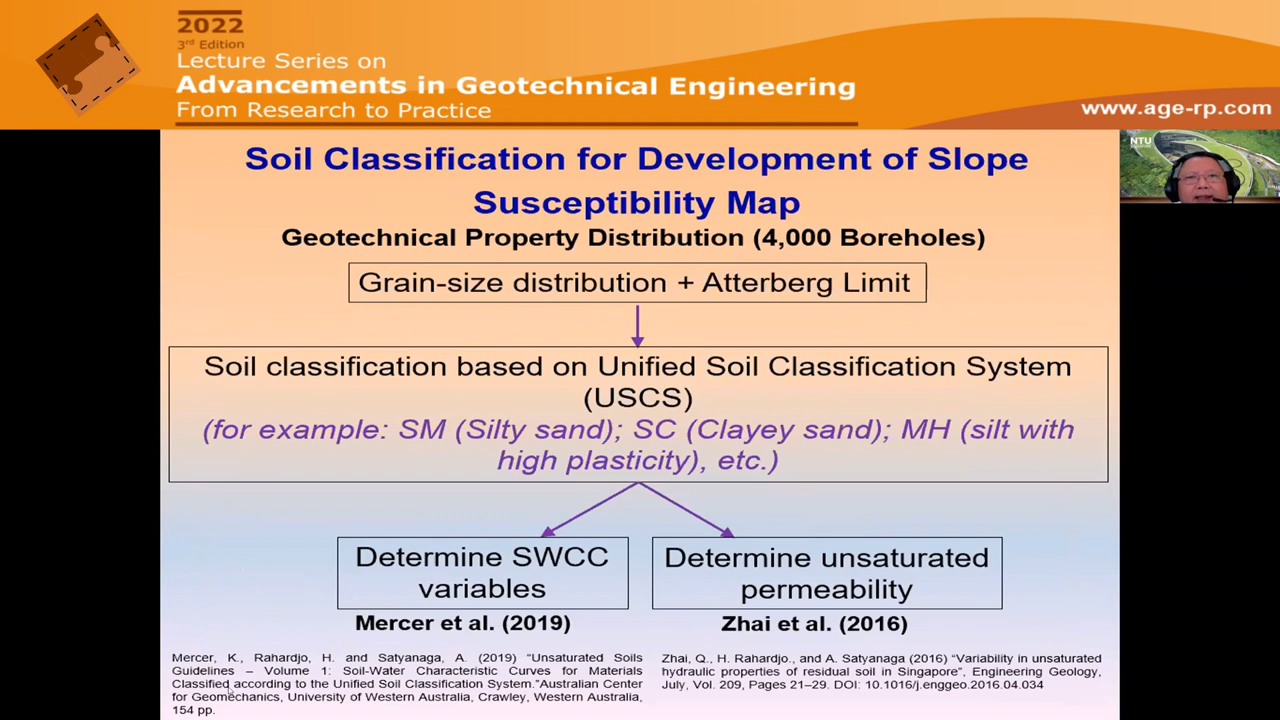 2022
3rd Edition
Lecture Series on
Advancements in Geotechnical Engineering
From Research to Practice
www.age-rp.com
NTU
Soil Classification for Development of Slope
Susceptibility Map
Geotechnical Property Distribution (4,000 Boreholes)
Grain-size distribution + Atterberg Limit
Soil classification based on Unified Soil Classification System
(USCS)
(for example: SM (Silty sand); SC (Clayey sand); MH (silt with
high plasticity), etc.)
Determine SWCC
variables
Determine unsaturated
permeability
Mercer et al. (2019)
Zhai et al. (2016)
Mercer, K., Rahardjo, H. and Satyanaga, A. (2019) “Unsaturated Soils
Guidelines – Volume 1: Soil-Water Characteristic Curves for Materials
Classified according to the Unified Soil Classification System.”Australian Center
for Geomechanics, University of Western Australia, Crawley, Western Australia,
154 pp.
Zhai, Q., H. Rahardjo., and A. Satyanaga (2016) “Variability in unsaturated
hydraulic properties of residual soil in Singapore”, Engineering Geology,
July, Vol. 209, Pages 21–29. DOI: 10.1016/j.enggeo.2016.04.034